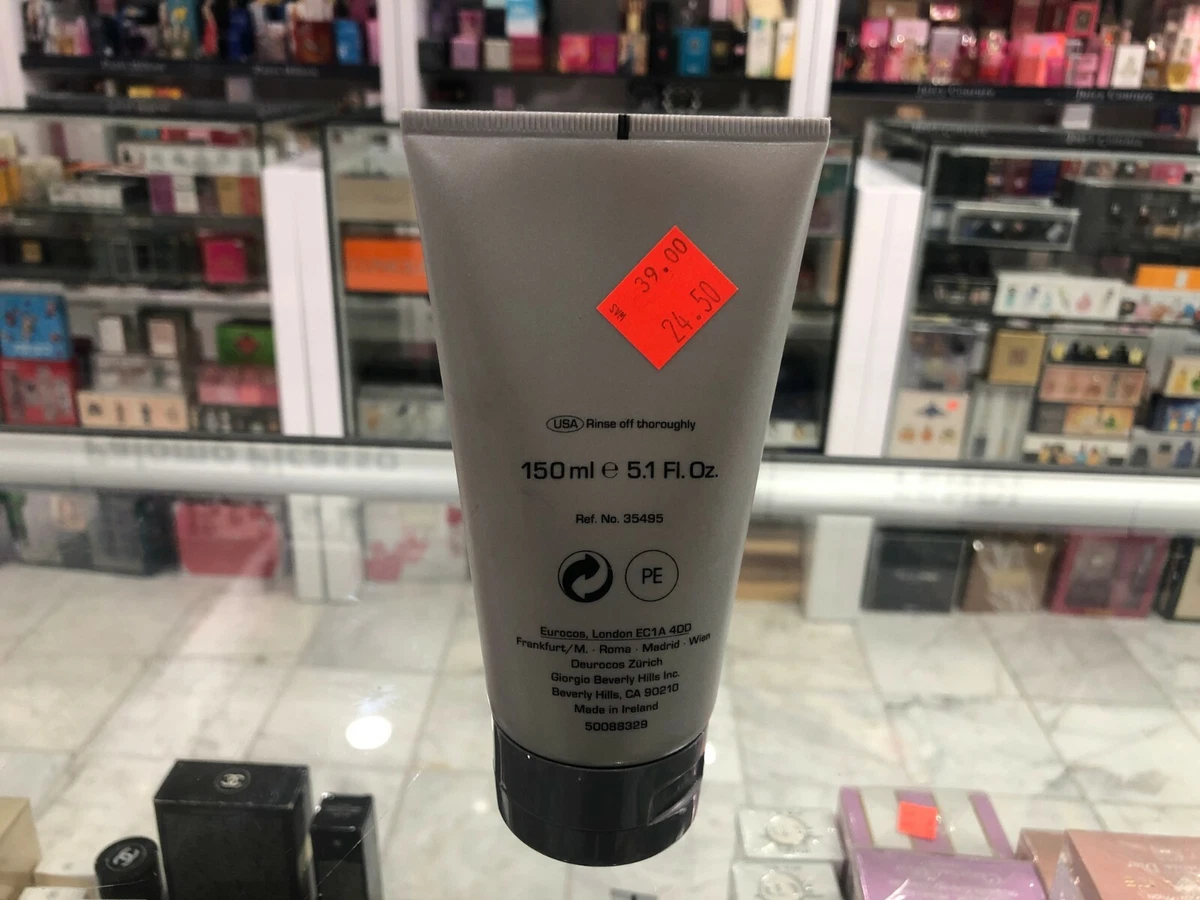 39.00
SVM
24.50
USA Rinse off thoroughly
150 ml e 5.1 Fl. Oz.
Ref. No. 35495
PE
Eurocos, London EC1A 4DD
Frankfurt/M. · Roma · Madrid · Wien
Deurocos Zürich
Giorgio Beverly Hills Inc.
Beverly Hills, CA 90210
Made in Ireland
50088329